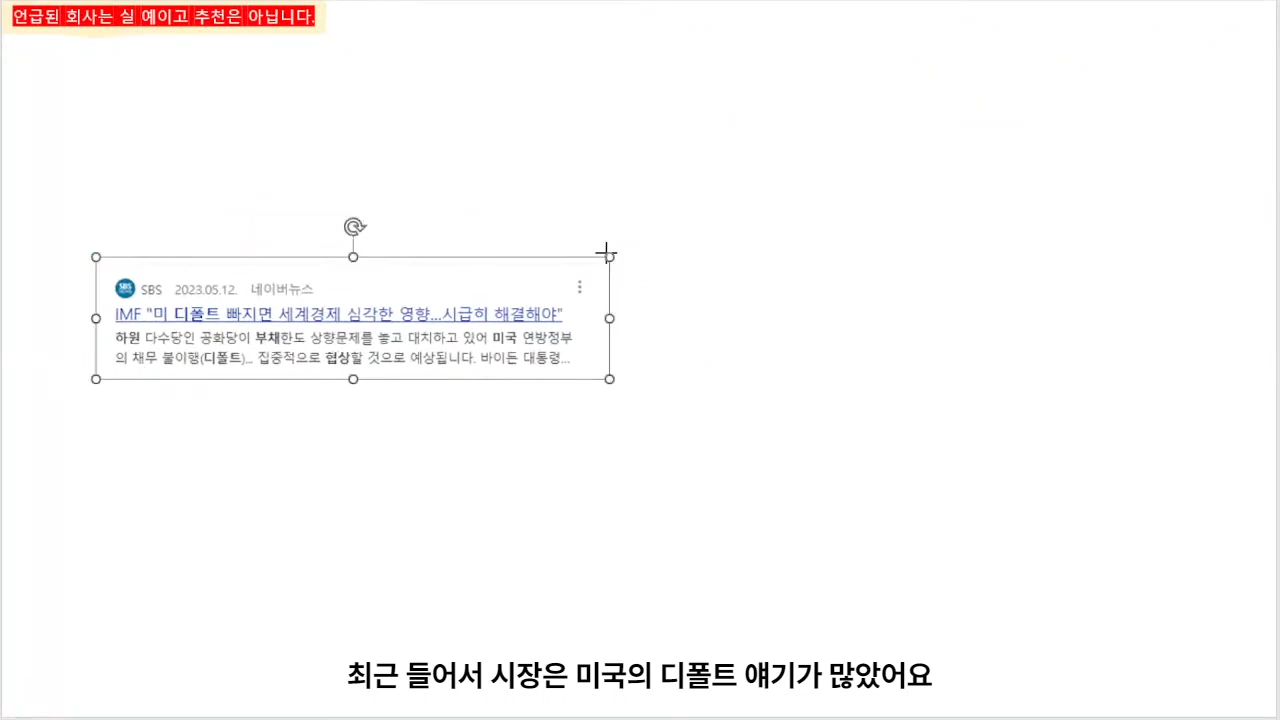 언급된 회사는 실 예이고 추천은 아닙니다.
SBS 2023.05.12. 네이버뉴스
IMF "미 디폴트 빠지면 세계경제 심각한 영향...시급히 해결해야"
하원 다수당인 공화당이 부채한도 상향문제를 놓고 대치하고 있어 미국 연방정부
의 채무 불이행(디폴트)... 집중적으로 협상할 것으로 예상됩니다. 바이든 대통령...
최근 들어서 시장은 미국의 디폴트 얘기가 많았어요